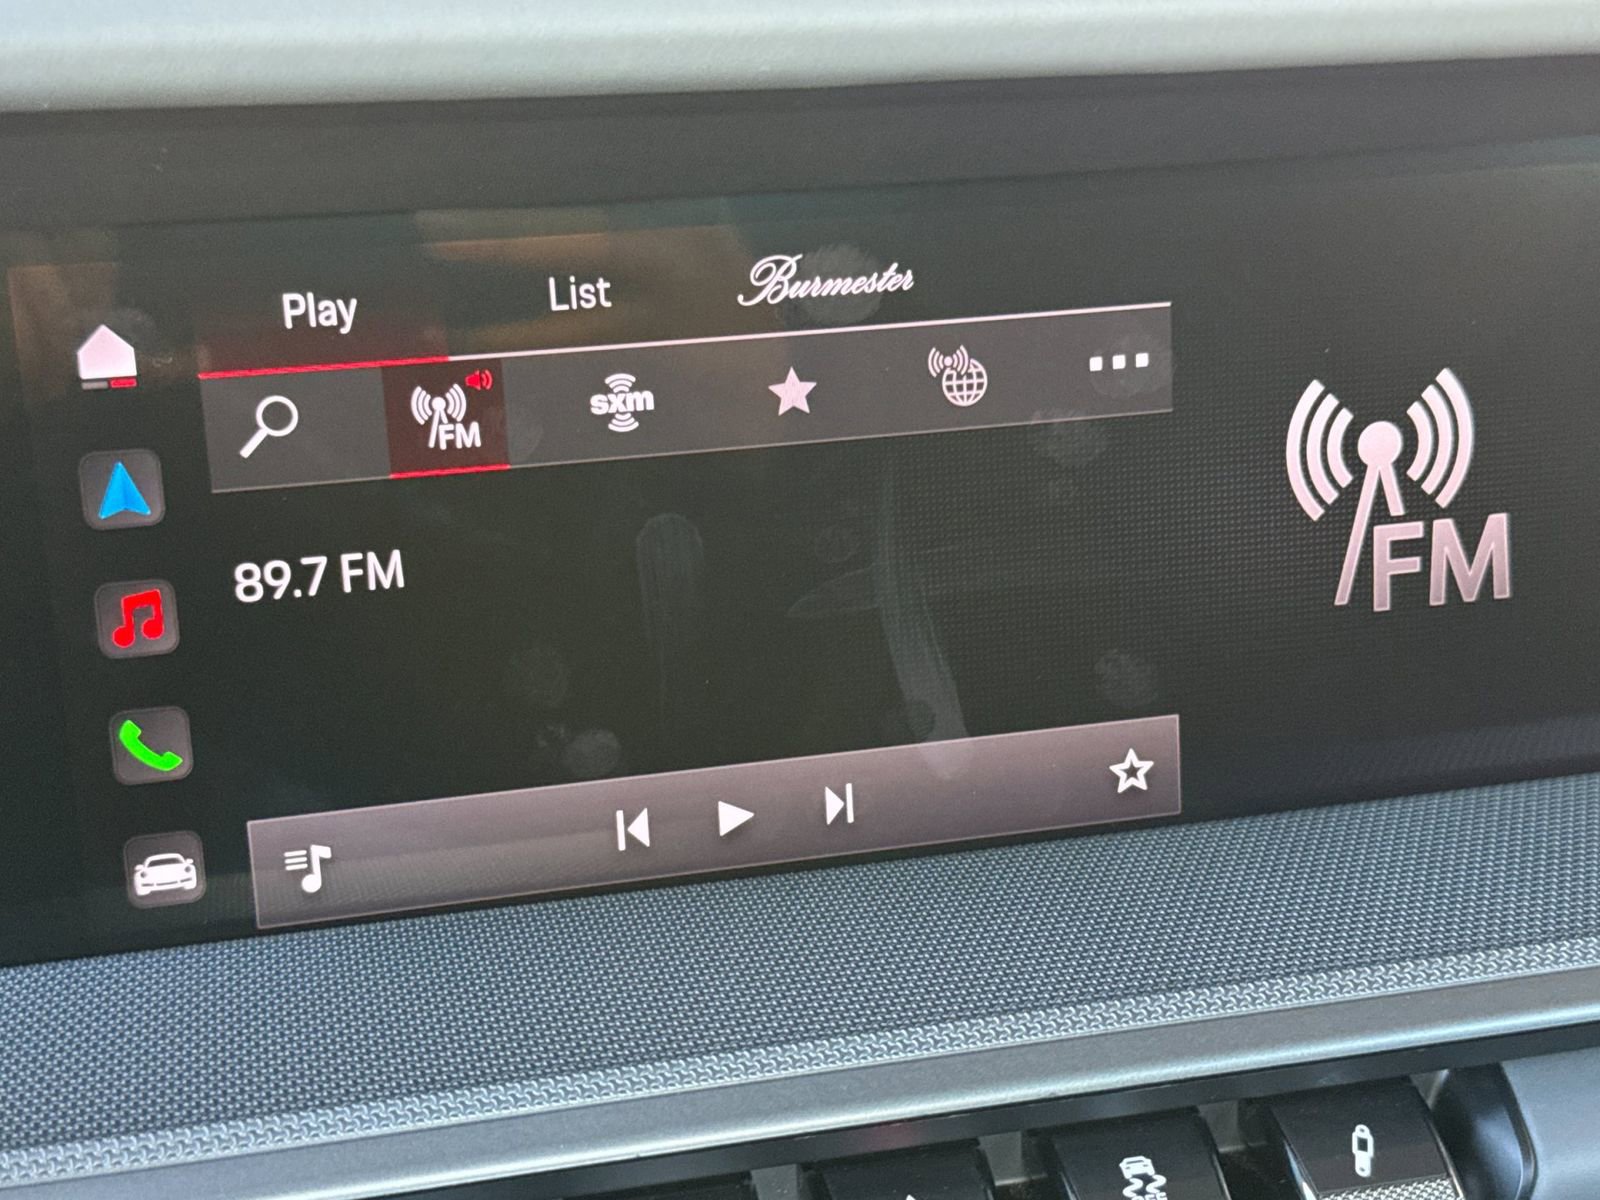 Play
List
Burmester
FM
sxm
89.7 FM
FM